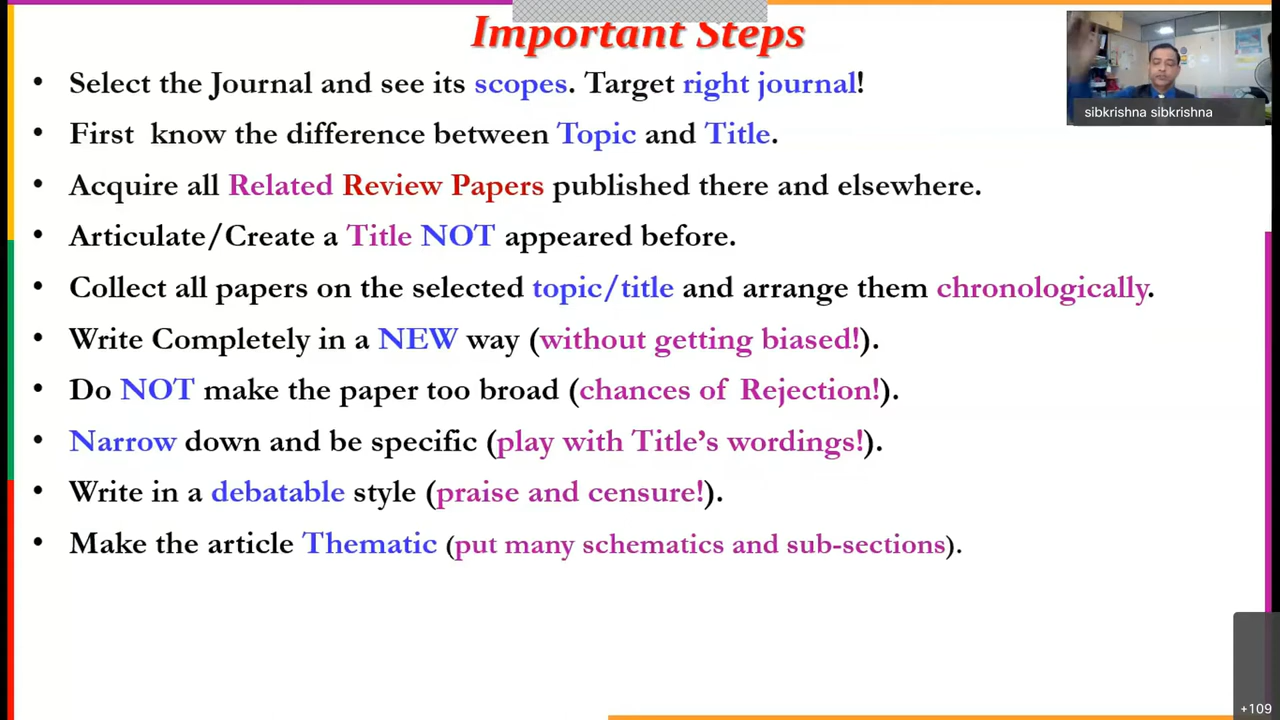 Important Steps
• Select the Journal and see its scopes. Target right journal!
• First know the difference between Topic and Title.
• Acquire all Related Review Papers published there and elsewhere.
• Articulate/Create a Title NOT appeared before.
• Collect all papers on the selected topic/title and arrange them chronologically.
• Write Completely in a NEW way (without getting biased!).
• Do NOT make the paper too broad (chances of Rejection!).
• Narrow down and be specific (play with Title's wordings!).
• Write in a debatable style (praise and censure!).
• Make the article Thematic (put many schematics and sub-sections).
sibkrishna sibkrishna
+109